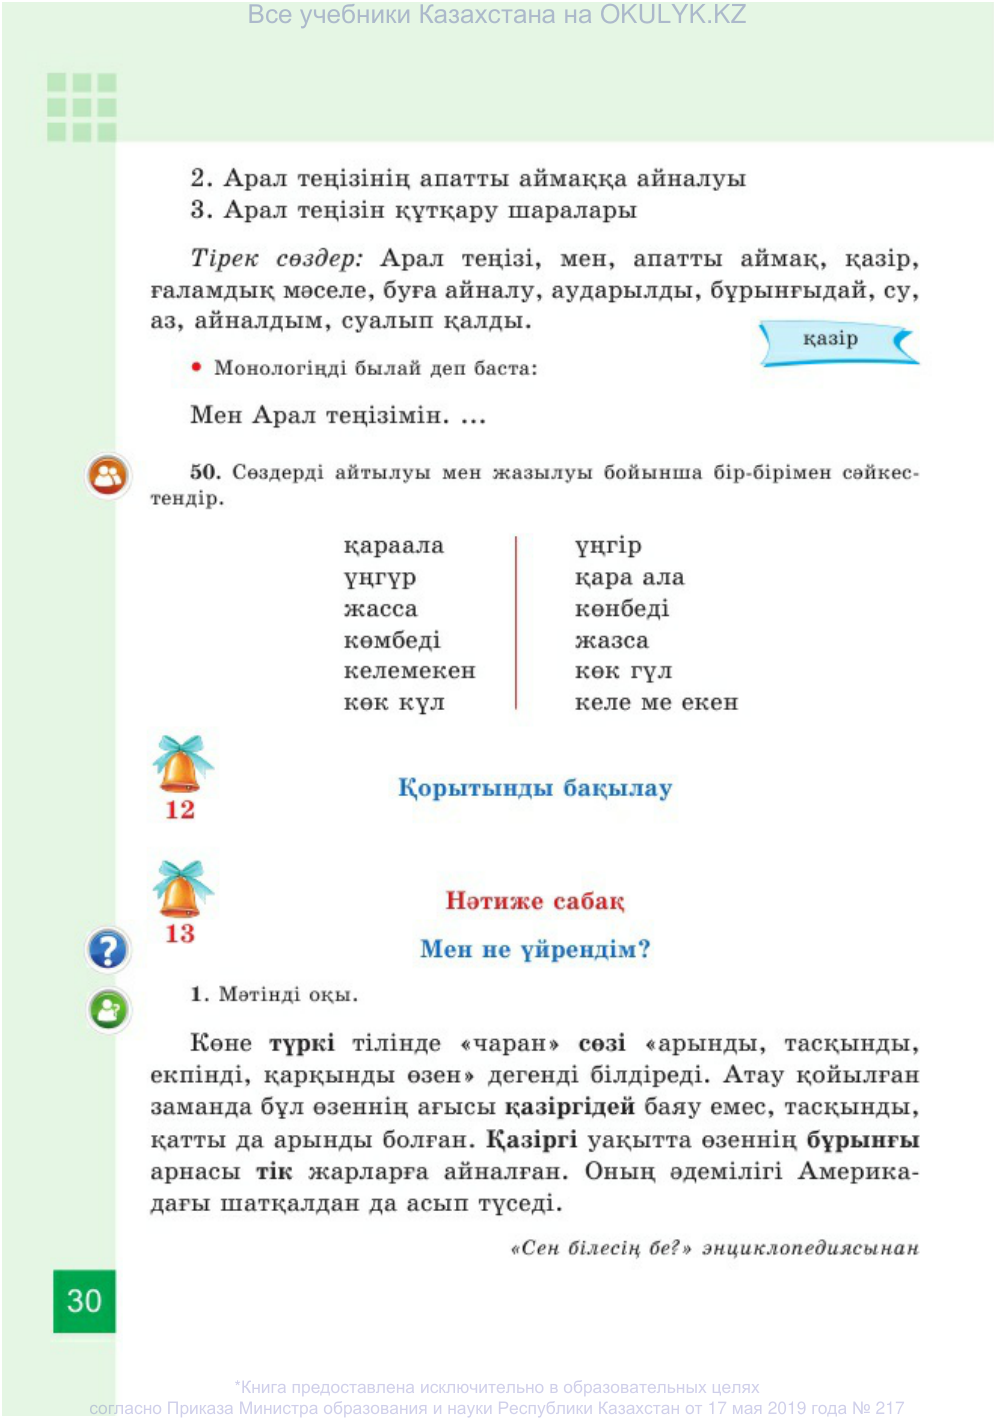 Все учебники Казахстана на OKULYK.KZ
2. Арал теңізінің апатты аймаққа айналуы
3. Арал теңізін құтқару шаралары
Тірек сөздер: Арал теңізі, мен, апатты аймақ, қазір,
ғаламдық мәселе, буға айналу, аударылды, бұрынғыдай, су,
аз, айналдым, суалып қалды.
қазір
• Монологіңді былай деп баста:
Мен Арал теңізімін. ...
50. Сөздерді айтылуы мен жазылуы бойынша бір-бірімен сәйкес-
тендір.
қараала үңгір
үңгүр қара ала
жасса көнбеді
көмбеді жазса
келемекен көк гүл
көк күл келе ме екен
12
Қорытынды бақылау
13
Нәтиже сабақ
Мен не үйрендім?
1. Мәтінді оқы.
Көне түркі тілінде «чаран» сөзі «арынды, тасқынды,
екпінді, қарқынды өзен» дегенді білдіреді. Атау қойылған
заманда бұл өзеннің ағысы қазіргідей баяу емес, тасқынды,
қатты да арынды болған. Қазіргі уақытта өзеннің бұрынғы
арнасы тік жарларға айналған. Оның әдемілігі Америка-
дағы шатқалдан да асып түседі.
«Сен білесің бе?» энциклопедиясынан
30
*Книга предоставлена исключительно в образовательных целях
согласно Приказа Министра образования и науки Республики Казахстан от 17 мая 2019 года № 217